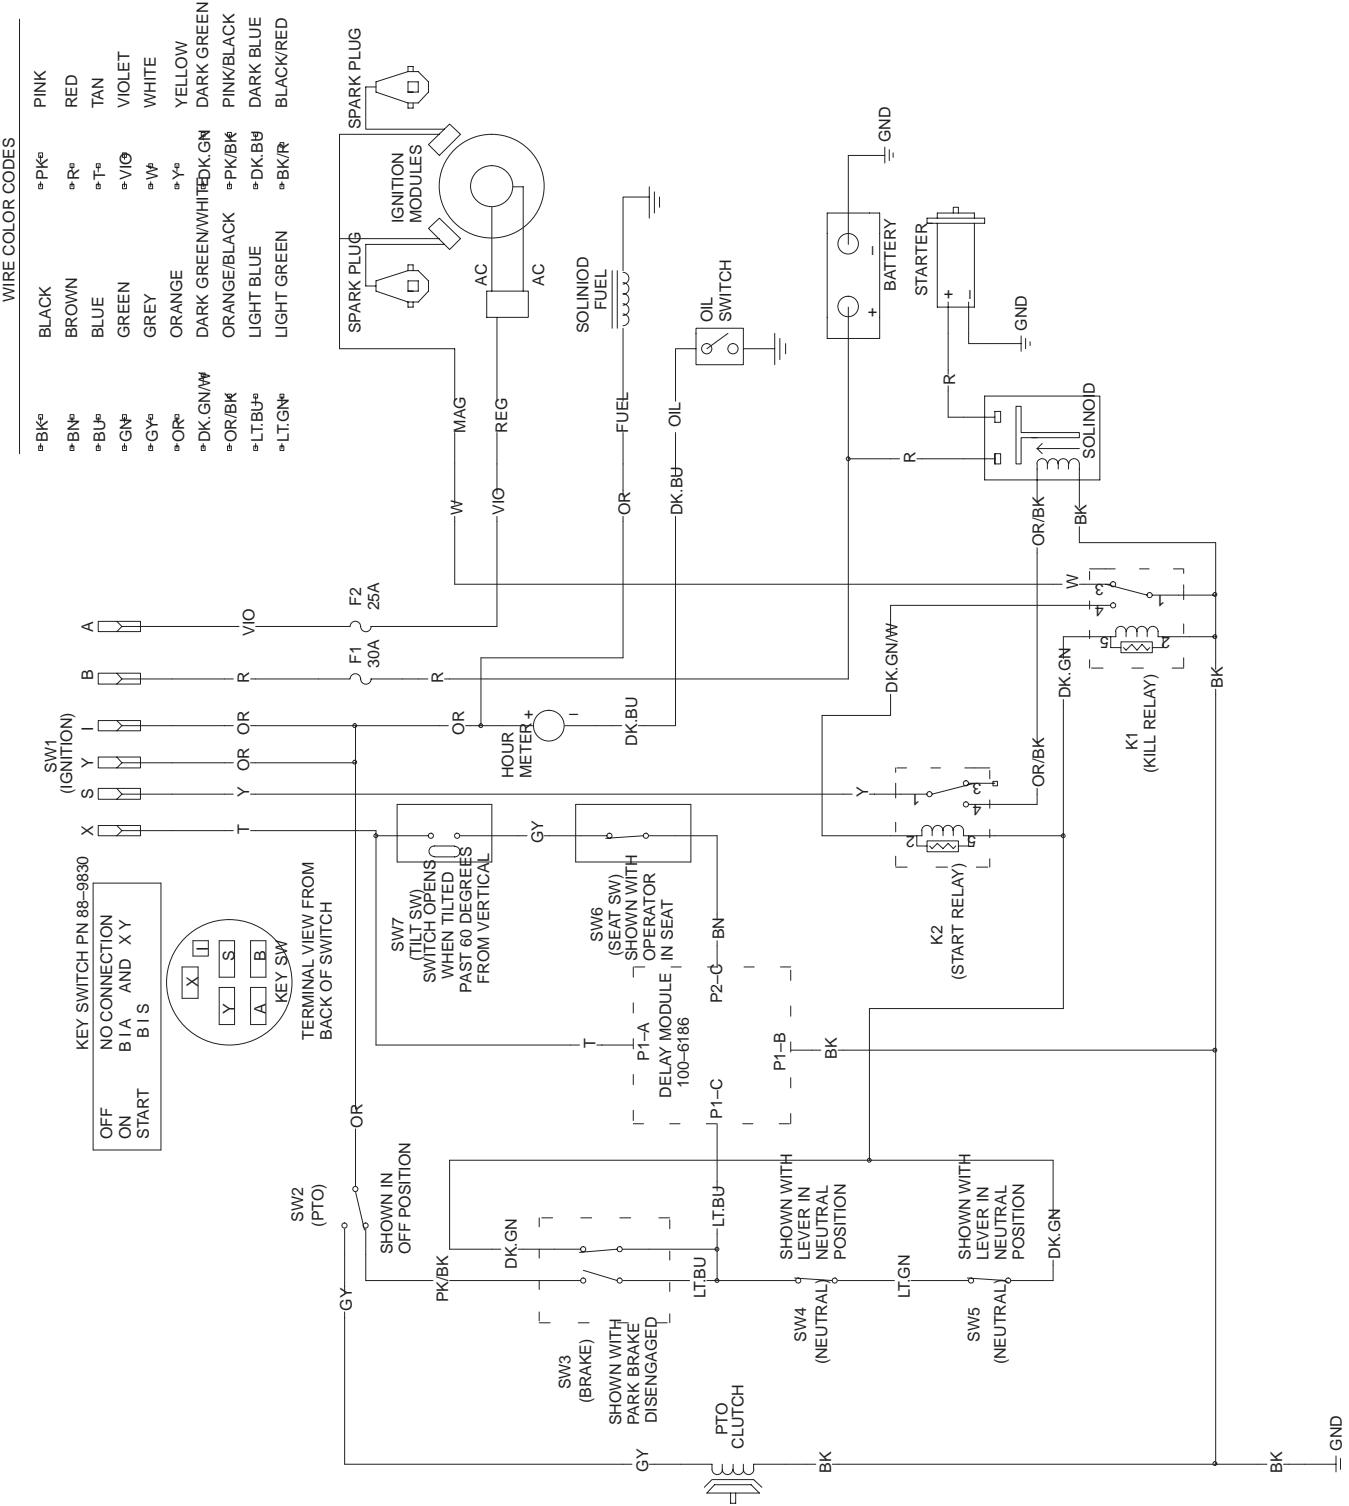 WIRE COLOR CODES
BK
BLACK
PK
PINK
BN
BROWN
R
RED
BU
BLUE
T
TAN
GN
GREEN
VIO
VIOLET
GY
GREY
W
WHITE
OR
ORANGE
Y
YELLOW
DK.GN/W
DARK GREEN/WHITE
DK.GN
DARK GREEN
OR/BK
ORANGE/BLACK
PK/BK
PINK/BLACK
LT.BU
LIGHT BLUE
DK.BU
DARK BLUE
LT.GN
LIGHT GREEN
BK/R
BLACK/RED
SW1
(IGNITION)
X
S
Y
I
B
A
T
Y
OR
OR
R
VIO
F1
30A
F2
25A
R
OR
KEY SWITCH PN 88–9830
OFF
NO CONNECTION
ON
B I A AND X Y
START
B I S
X
I
Y
S
A
B
KEY SW
TERMINAL VIEW FROM
BACK OF SWITCH
SPARK PLUG
SPARK PLUG
IGNITION
MODULES
AC
AC
W
MAG
VIO
REG
SOLINIOD
FUEL
OR
FUEL
OIL
SWITCH
DK.BU
OIL
HOUR
METER
+
–
DK.BU
BATTERY
+
–
GND
STARTER
+
–
GND
R
R
SOLINOID
OR/BK
BK
W
3
4
1
5
2
K1
(KILL RELAY)
DK.GN/W
DK.GN
BK
OR/BK
Y
1
3
4
2
5
K2
(START RELAY)
SW7
(TILT SW)
SWITCH OPENS
WHEN TILTED
PAST 60 DEGREES
FROM VERTICAL
GY
SW6
(SEAT SW)
SHOWN WITH
OPERATOR
IN SEAT
BN
P2–C
T
P1–A
DELAY MODULE
100–6186
P1–C
P1–B
BK
OR
SW2
(PTO)
SHOWN IN
OFF POSITION
GY
PK/BK
DK.GN
LT.BU
LT.BU
SW3
(BRAKE)
SHOWN WITH
PARK BRAKE
DISENGAGED
SHOWN WITH
LEVER IN
NEUTRAL
POSITION
SW4
(NEUTRAL)
LT.GN
SHOWN WITH
LEVER IN
NEUTRAL
POSITION
SW5
(NEUTRAL)
DK.GN
GY
PTO
CLUTCH
BK
BK
GND